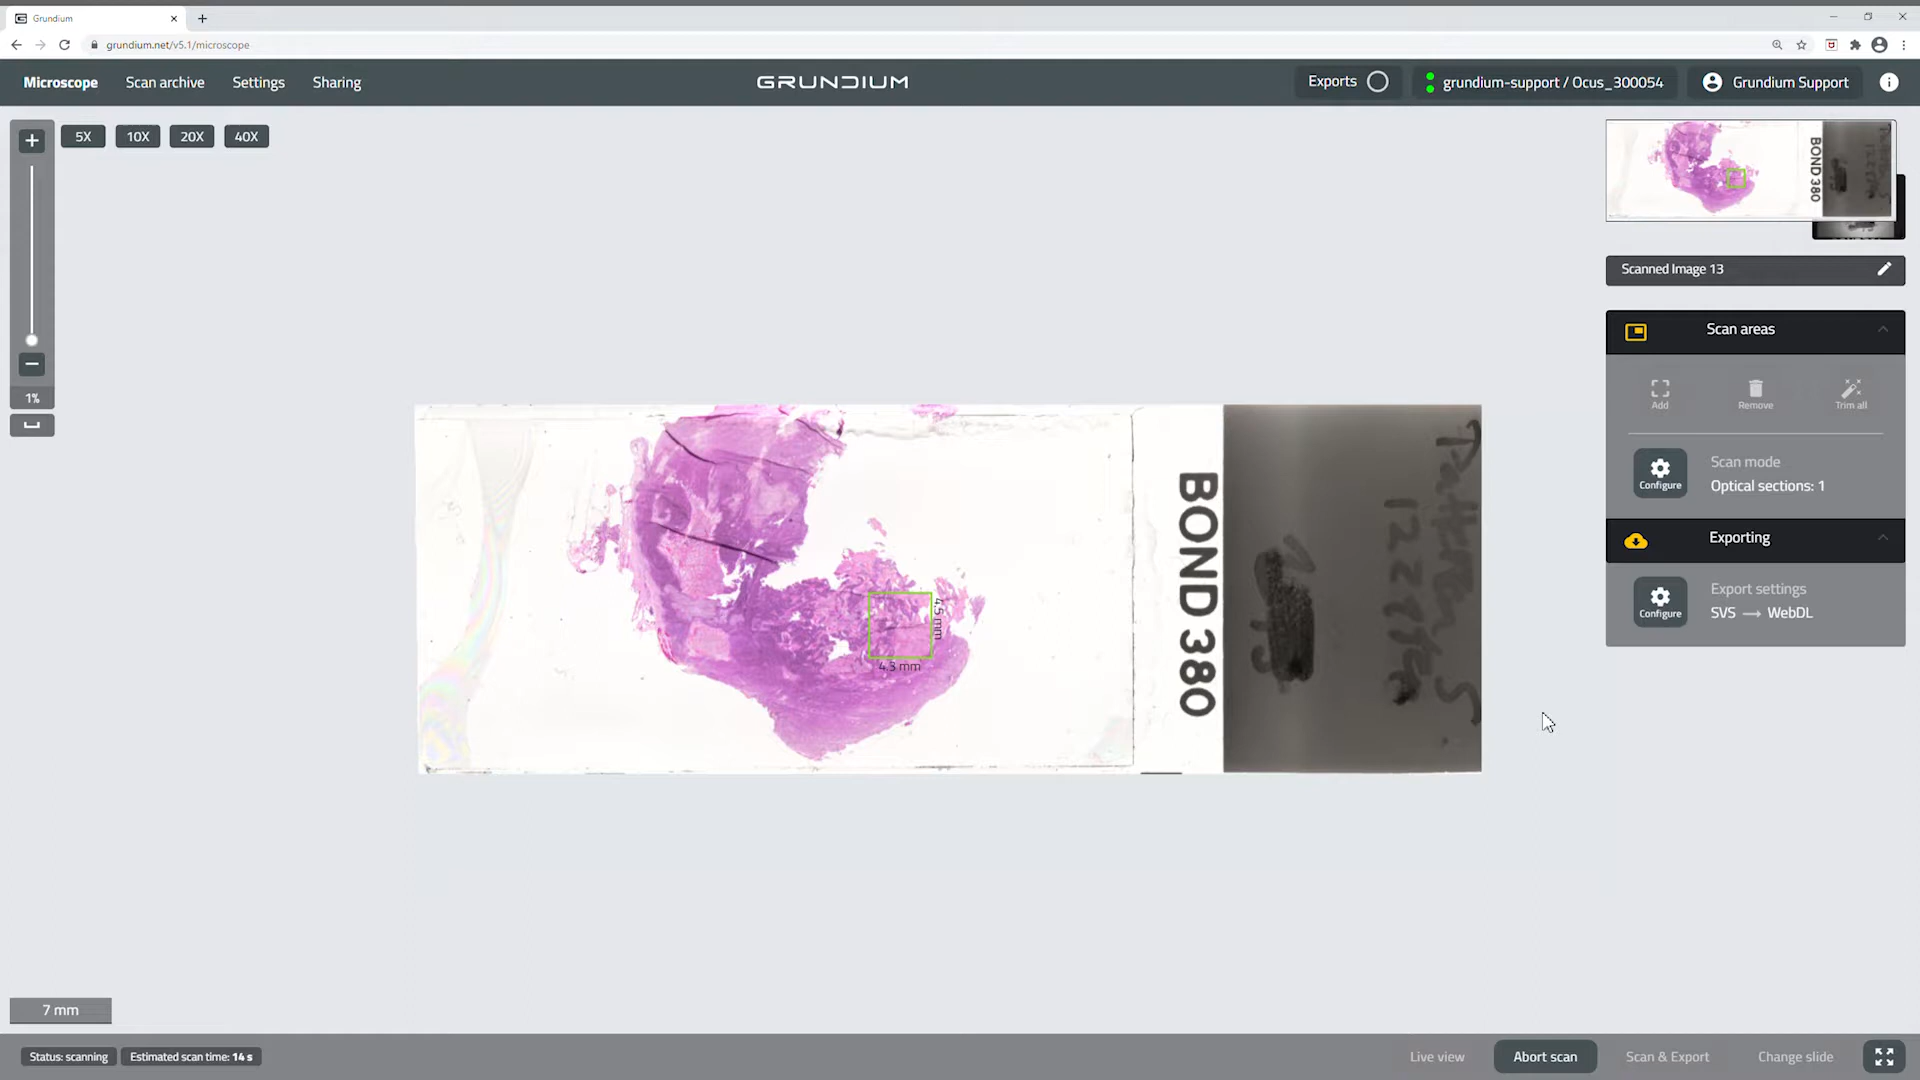 Grundium
grundium.net/v5.1/microscope
Microscope
Scan archive
Settings
Sharing
GRUNDIUM
Exports
grundium-support / Ocus_300054
Grundium Support
5X
10X
20X
40X
1%
BOND 380
Scanned Image 13
Scan areas
Add
Remove
Trim all
Configure
Scan mode
Optical sections: 1
Exporting
Configure
Export settings
SVS → WebDL
BOND 380
4.5 mm
4.3 mm
7 mm
Status: scanning
Estimated scan time: 14 s
Live view
Abort scan
Scan & Export
Change slide